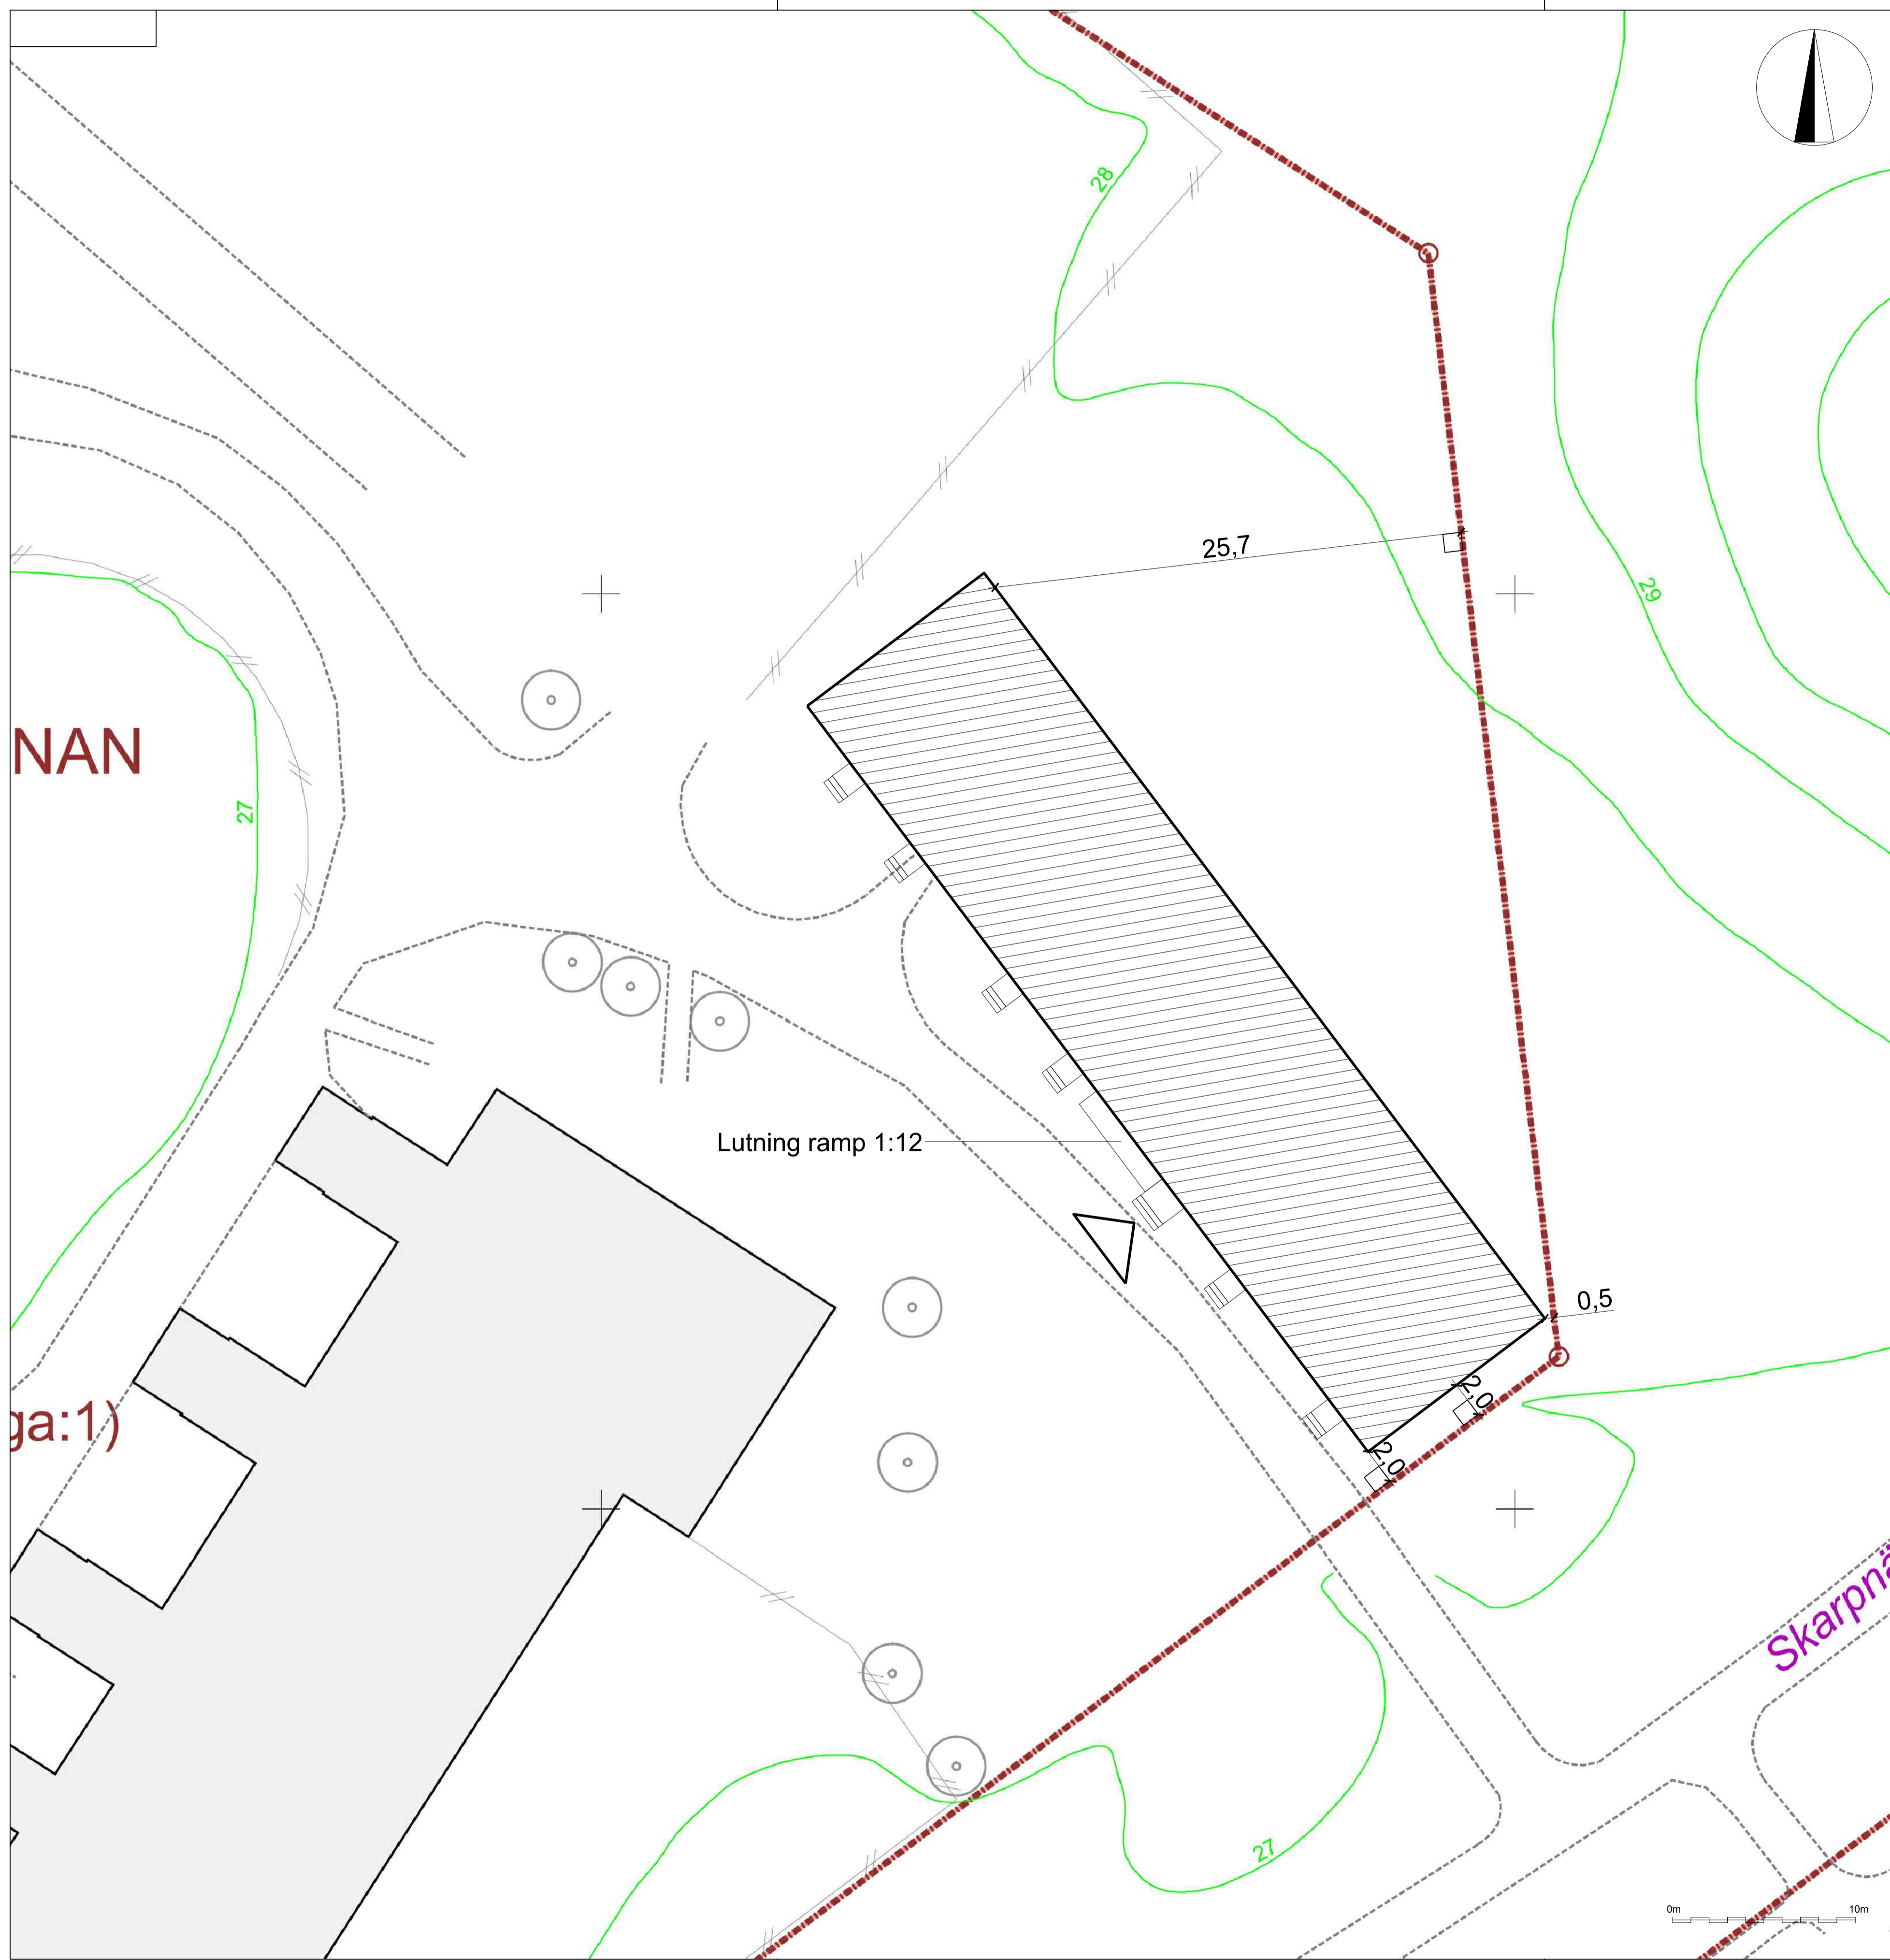 28
25,7
29
NAN
27
Lutning ramp 1:12
0,5
2,0
ga:1)
2,0
Skarpnä
27
0m 10m